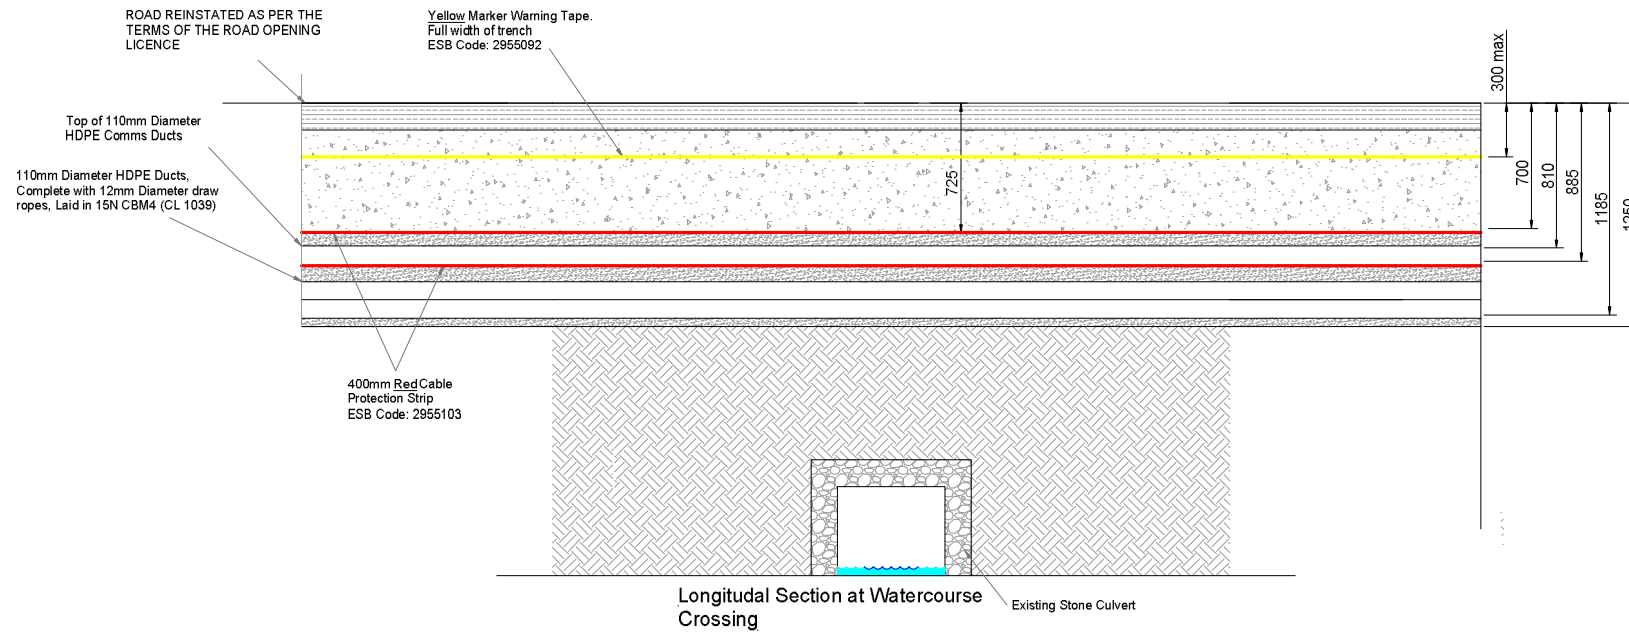 ROAD REINSTATED AS PER THE
TERMS OF THE ROAD OPENING
LICENCE
Yellow Marker Warning Tape.
Full width of trench
ESB Code: 2955092
300 max
Top of 110mm Diameter
HDPE Comms Ducts
110mm Diameter HDPE Ducts,
Complete with 12mm Diameter draw
ropes, Laid in 15N CBM4 (CL 1039)
725
700
810
885
1185
400mm Red Cable
Protection Strip
ESB Code: 2955103
Longitudal Section at Watercourse
Crossing
Existing Stone Culvert